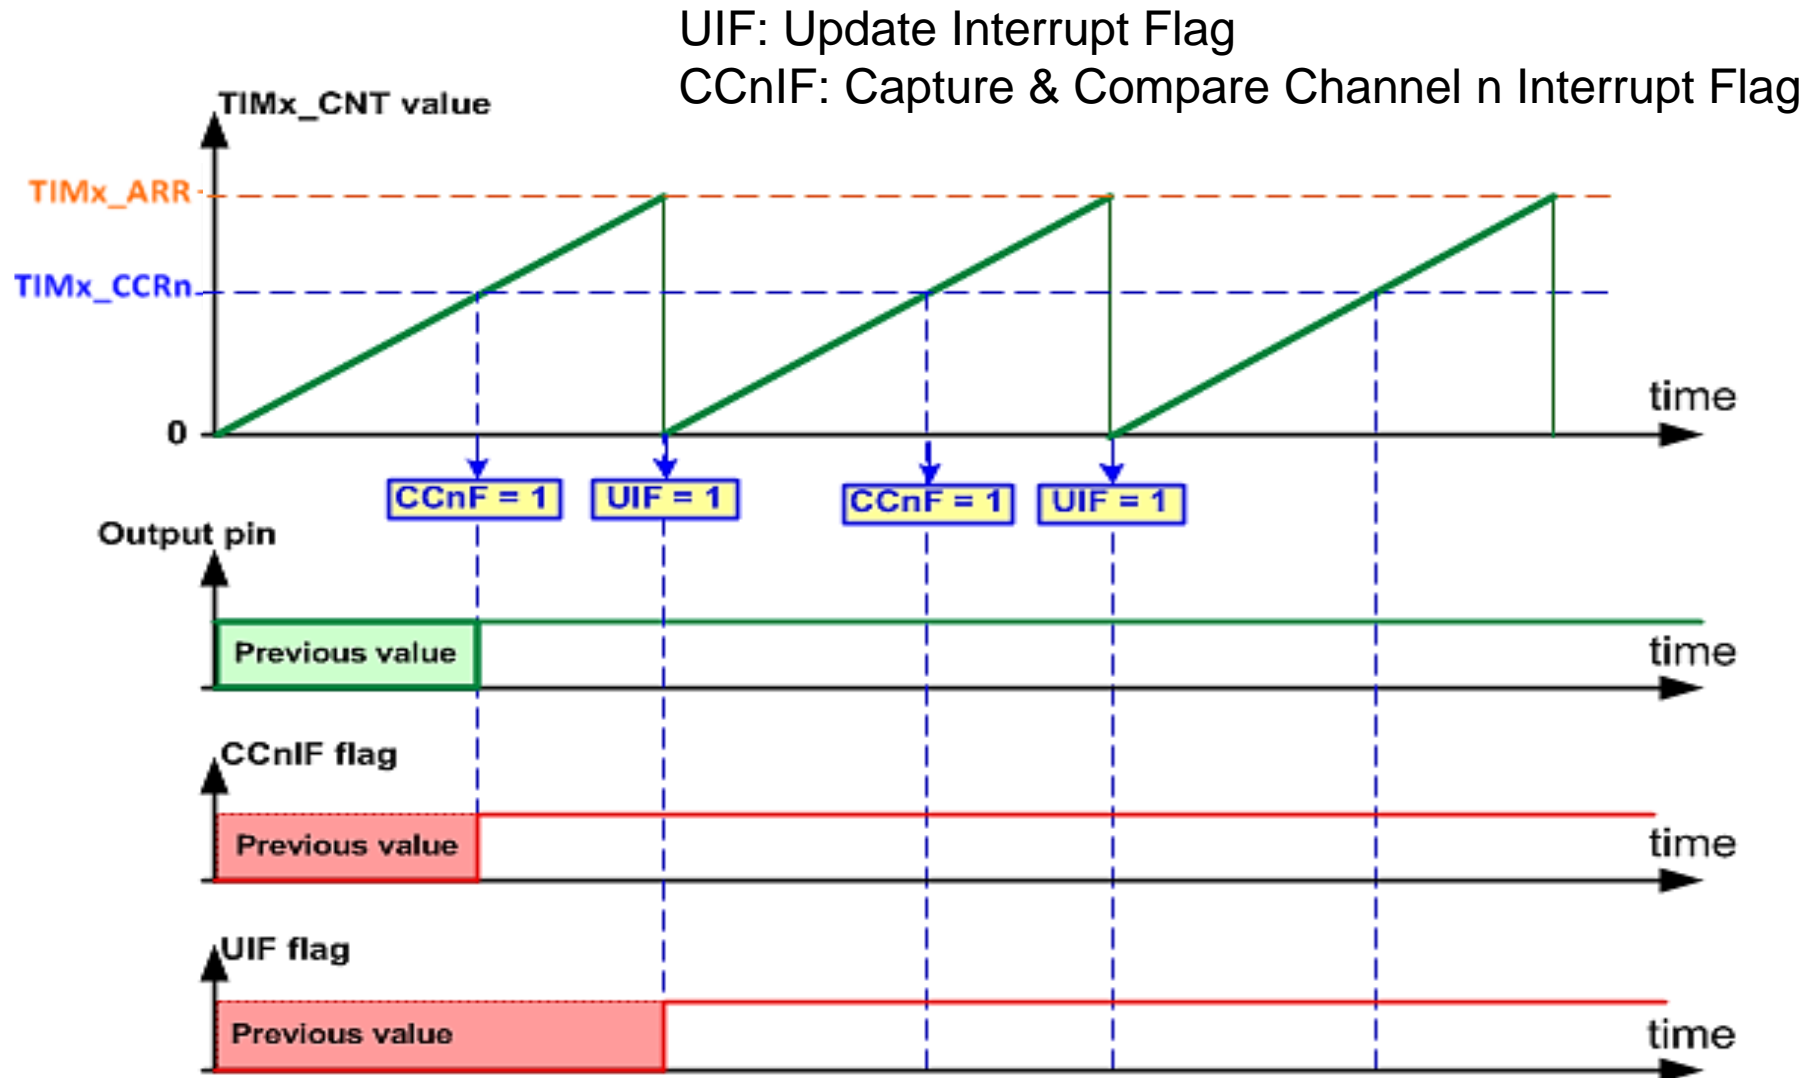 UIF: Update Interrupt Flag
CCnIF: Capture & Compare Channel n Interrupt Flag
TIMx_CNT value
TIMx_ARR
TIMx_CCRn
time
0
CCnF = 1
UIF = 1
CCnF = 1
UIF = 1
Output pin
Previous value
time
CCnIF flag
Previous value
time
UIF flag
Previous value
time